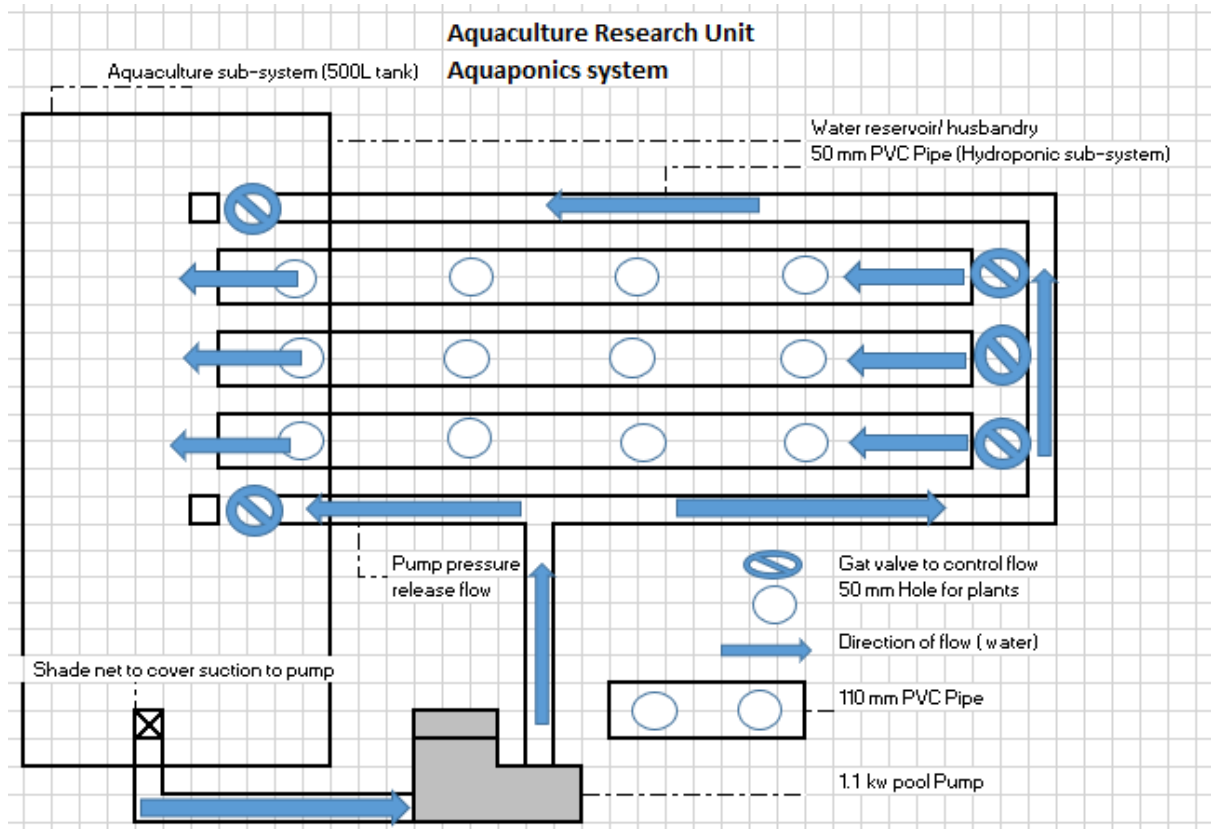 Aquaculture Research Unit
Aquaponics system
Aquaculture sub-system (500L tank)
Water reservoir/ husbandry
50 mm PVC Pipe (Hydroponic sub-system)
Pump pressure
release flow
Gat valve to control flow
50 mm Hole for plants
Direction of flow ( water)
Shade net to cover suction to pump
110 mm PVC Pipe
1.1 kw pool Pump